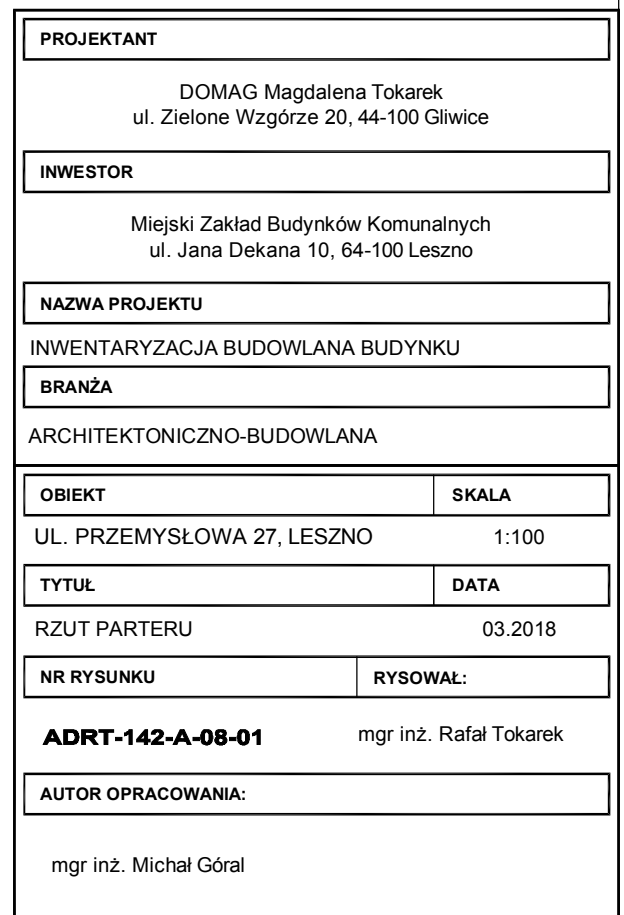 PROJEKTANT
DOMAG Magdalena Tokarek
ul. Zielone Wzgórze 20, 44-100 Gliwice
INWESTOR
Miejski Zakład Budynków Komunalnych
ul. Jana Dekana 10, 64-100 Leszno
NAZWA PROJEKTU
INWENTARYZACJA BUDOWLANA BUDYNKU
BRANŻA
ARCHITEKTONICZNO-BUDOWLANA
OBIEKT SKALA
UL. PRZEMYSŁOWA 27, LESZNO 1:100
TYTUŁ DATA
RZUT PARTERU 03.2018
NR RYSUNKU RYSOWAŁ:
ADRT-142-A-08-01 mgr inż. Rafał Tokarek
AUTOR OPRACOWANIA:
mgr inż. Michał Góral